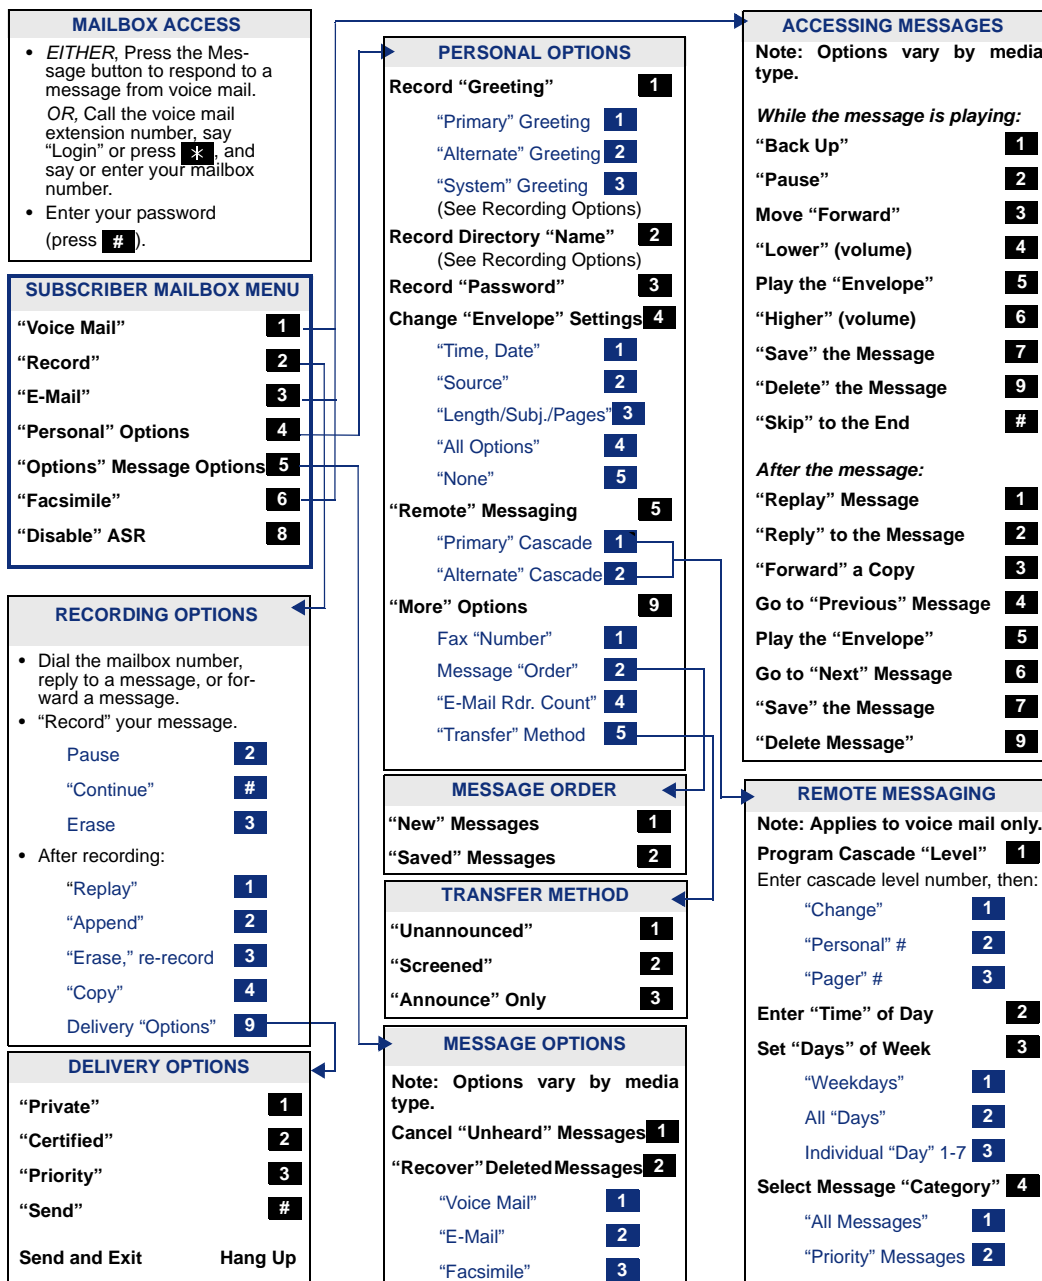 MAILBOX ACCESS
• EITHER, Press the Mes-
sage button to respond to a
message from voice mail.
OR, Call the voice mail
extension number, say
“Login” or press * , and
say or enter your mailbox
number.
• Enter your password
(press # ).
SUBSCRIBER MAILBOX MENU
“Voice Mail” 1
“Record” 2
“E-Mail” 3
“Personal” Options 4
“Options” Message Options 5
“Facsimile” 6
“Disable” ASR 8
RECORDING OPTIONS
• Dial the mailbox number,
reply to a message, or for-
ward a message.
• “Record” your message.
Pause 2
“Continue” #
Erase 3
• After recording:
“Replay” 1
“Append” 2
“Erase,” re-record 3
“Copy” 4
Delivery “Options” 9
DELIVERY OPTIONS
“Private” 1
“Certified” 2
“Priority” 3
“Send” #
Send and Exit Hang Up
PERSONAL OPTIONS
Record “Greeting” 1
“Primary” Greeting 1
“Alternate” Greeting 2
“System” Greeting 3
(See Recording Options)
Record Directory “Name” 2
(See Recording Options)
Record “Password” 3
Change “Envelope” Settings 4
“Time, Date” 1
“Source” 2
“Length/Subj./Pages” 3
“All Options” 4
“None” 5
“Remote” Messaging 5
“Primary” Cascade 1
“Alternate” Cascade 2
“More” Options 9
Fax “Number” 1
Message “Order” 2
“E-Mail Rdr. Count” 4
“Transfer” Method 5
MESSAGE ORDER
“New” Messages 1
“Saved” Messages 2
TRANSFER METHOD
“Unannounced” 1
“Screened” 2
“Announce” Only 3
MESSAGE OPTIONS
Note: Options vary by media
type.
Cancel “Unheard” Messages 1
“Recover” Deleted Messages 2
“Voice Mail” 1
“E-Mail” 2
“Facsimile” 3
ACCESSING MESSAGES
Note: Options vary by media
type.
While the message is playing:
“Back Up” 1
“Pause” 2
Move “Forward” 3
“Lower” (volume) 4
Play the “Envelope” 5
“Higher” (volume) 6
“Save” the Message 7
“Delete” the Message 9
“Skip” to the End #
After the message:
“Replay” Message 1
“Reply” to the Message 2
“Forward” a Copy 3
Go to “Previous” Message 4
Play the “Envelope” 5
Go to “Next” Message 6
“Save” the Message 7
“Delete Message” 9
REMOTE MESSAGING
Note: Applies to voice mail only.
Program Cascade “Level” 1
Enter cascade level number, then:
“Change” 1
“Personal” # 2
“Pager” # 3
Enter “Time” of Day 2
Set “Days” of Week 3
“Weekdays” 1
All “Days” 2
Individual “Day” 1-7 3
Select Message “Category” 4
“All Messages” 1
“Priority” Messages 2